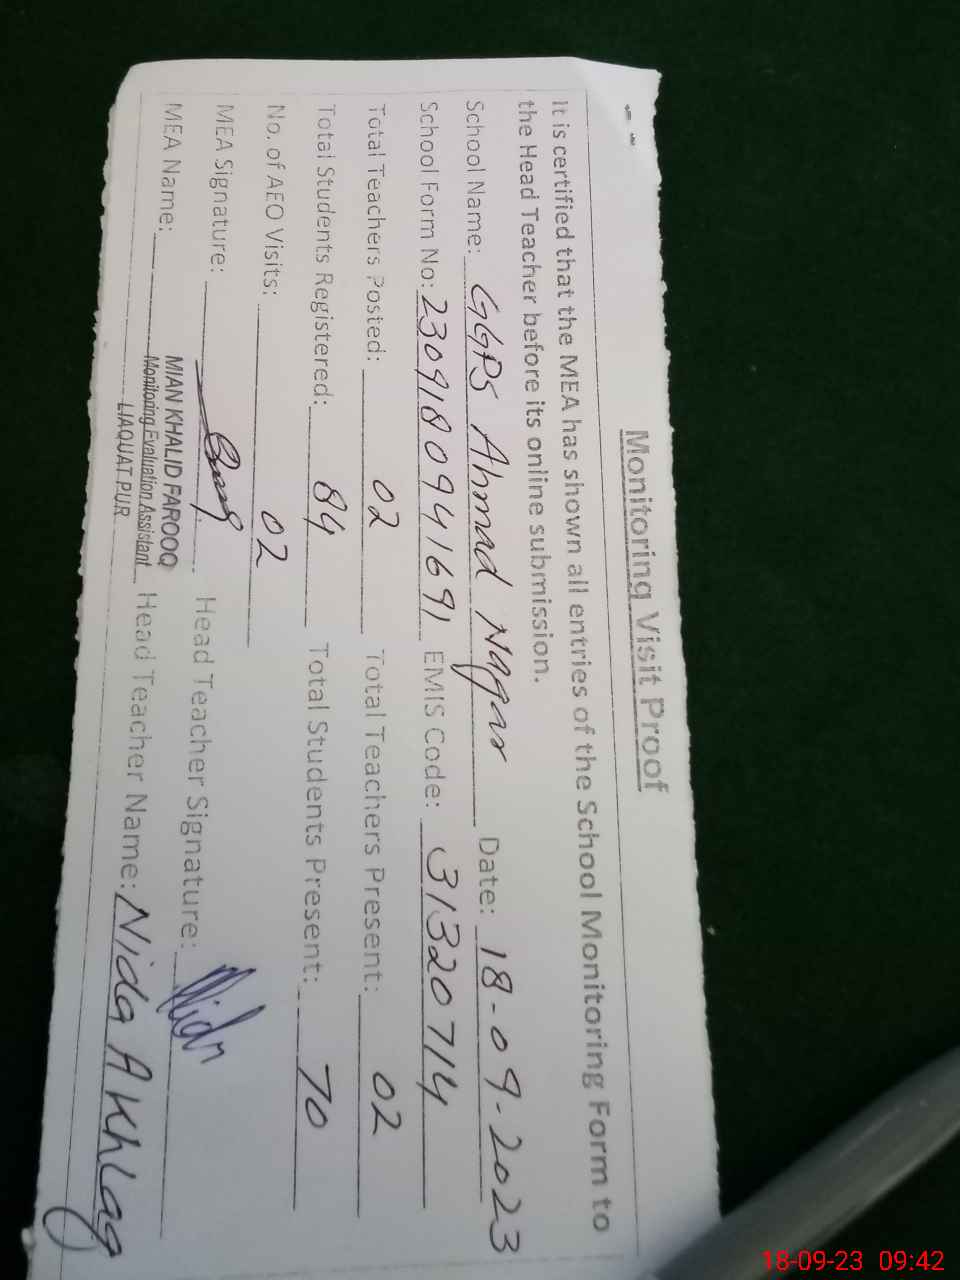 Monitoring Visit Proof
It is certified that the MEA has shown all entries of the School Monitoring Form to
the Head Teacher before its online submission.
School Name: GGPS Ahmad Nagar Date: 18-09-2023
School Form No: 23091809441691 EMIS Code: 31320714
Total Teachers Posted: 02 Total Teachers Present: 02
Total Students Registered: 84 Total Students Present: 70
No. of AEO Visits: 02
MEA Signature: Head Teacher Signature: Nida
MEA Name: MIAN KHALID FAROOQ Head Teacher Name: Nida Akhlaq
Monitoring Evaluation Assistant
LIAQUAT PUR
18-09-23 09:42